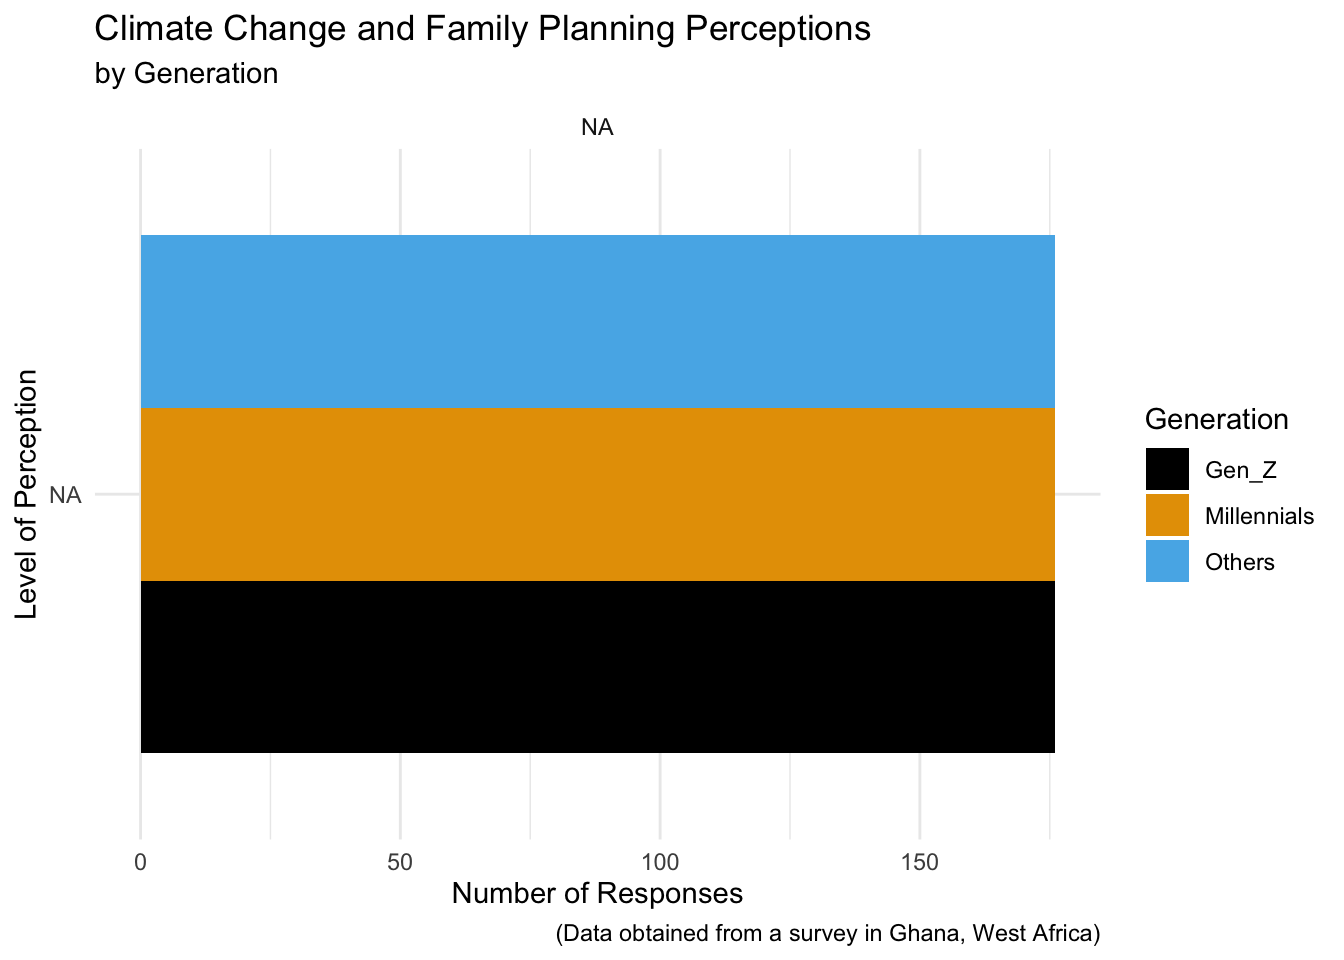 Climate Change and Family Planning Perceptions
by Generation
NA
Level of Perception
NA
Generation
Gen_Z
Millennials
Others
0 50 100 150
Number of Responses
(Data obtained from a survey in Ghana, West Africa)